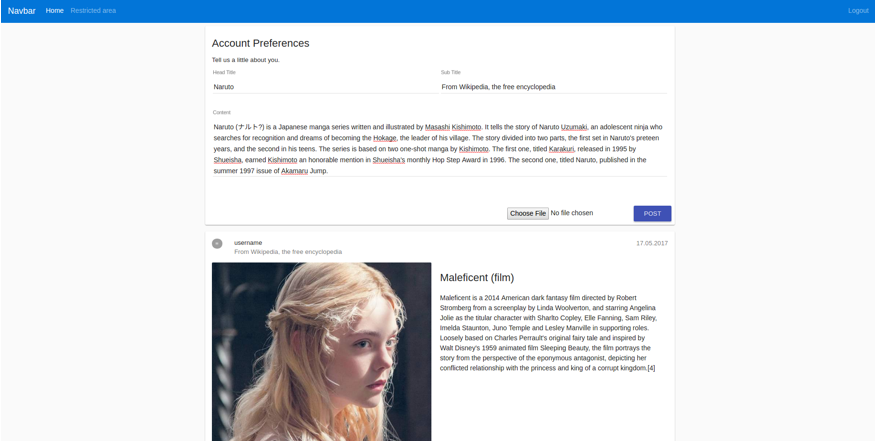 Navbar Home Restricted area Logout
Account Preferences
Tell us a little about you.
Head Title Sub Title
Naruto From Wikipedia, the free encyclopedia
Content
Naruto (ナルト?) is a Japanese manga series written and illustrated by Masashi Kishimoto. It tells the story of Naruto Uzumaki, an adolescent ninja who
searches for recognition and dreams of becoming the Hokage, the leader of his village. The story divided into two parts, the first set in Naruto's preteen
years, and the second in his teens. The series is based on two one-shot manga by Kishimoto. The first one, titled Karakuri, released in 1995 by
Shueisha, earned Kishimoto an honorable mention in Shueisha's monthly Hop Step Award in 1996. The second one, titled Naruto, published in the
summer 1997 issue of Akamaru Jump.
Choose File No file chosen POST
username 17.05.2017
From Wikipedia, the free encyclopedia
Maleficent (film)
Maleficent is a 2014 American dark fantasy film directed by Robert
Stromberg from a screenplay by Linda Woolverton, and starring Angelina
Jolie as the titular character with Sharlto Copley, Elle Fanning, Sam Riley,
Imelda Staunton, Juno Temple and Lesley Manville in supporting roles.
Loosely based on Charles Perrault's original fairy tale and inspired by
Walt Disney's 1959 animated film Sleeping Beauty, the film portrays the
story from the perspective of the eponymous antagonist, depicting her
conflicted relationship with the princess and king of a corrupt kingdom.[4]